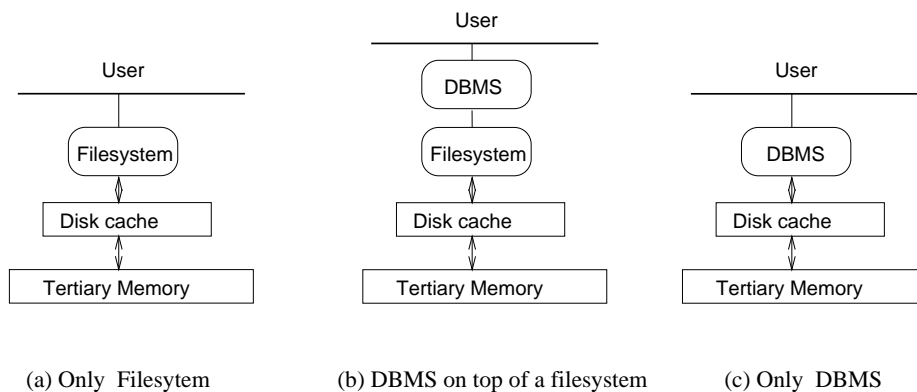 User
Filesystem
Disk cache
Tertiary Memory
(a) Only Filesytem
User
DBMS
Filesystem
Disk cache
Tertiary Memory
(b) DBMS on top of a filesystem
User
DBMS
Disk cache
Tertiary Memory
(c) Only DBMS